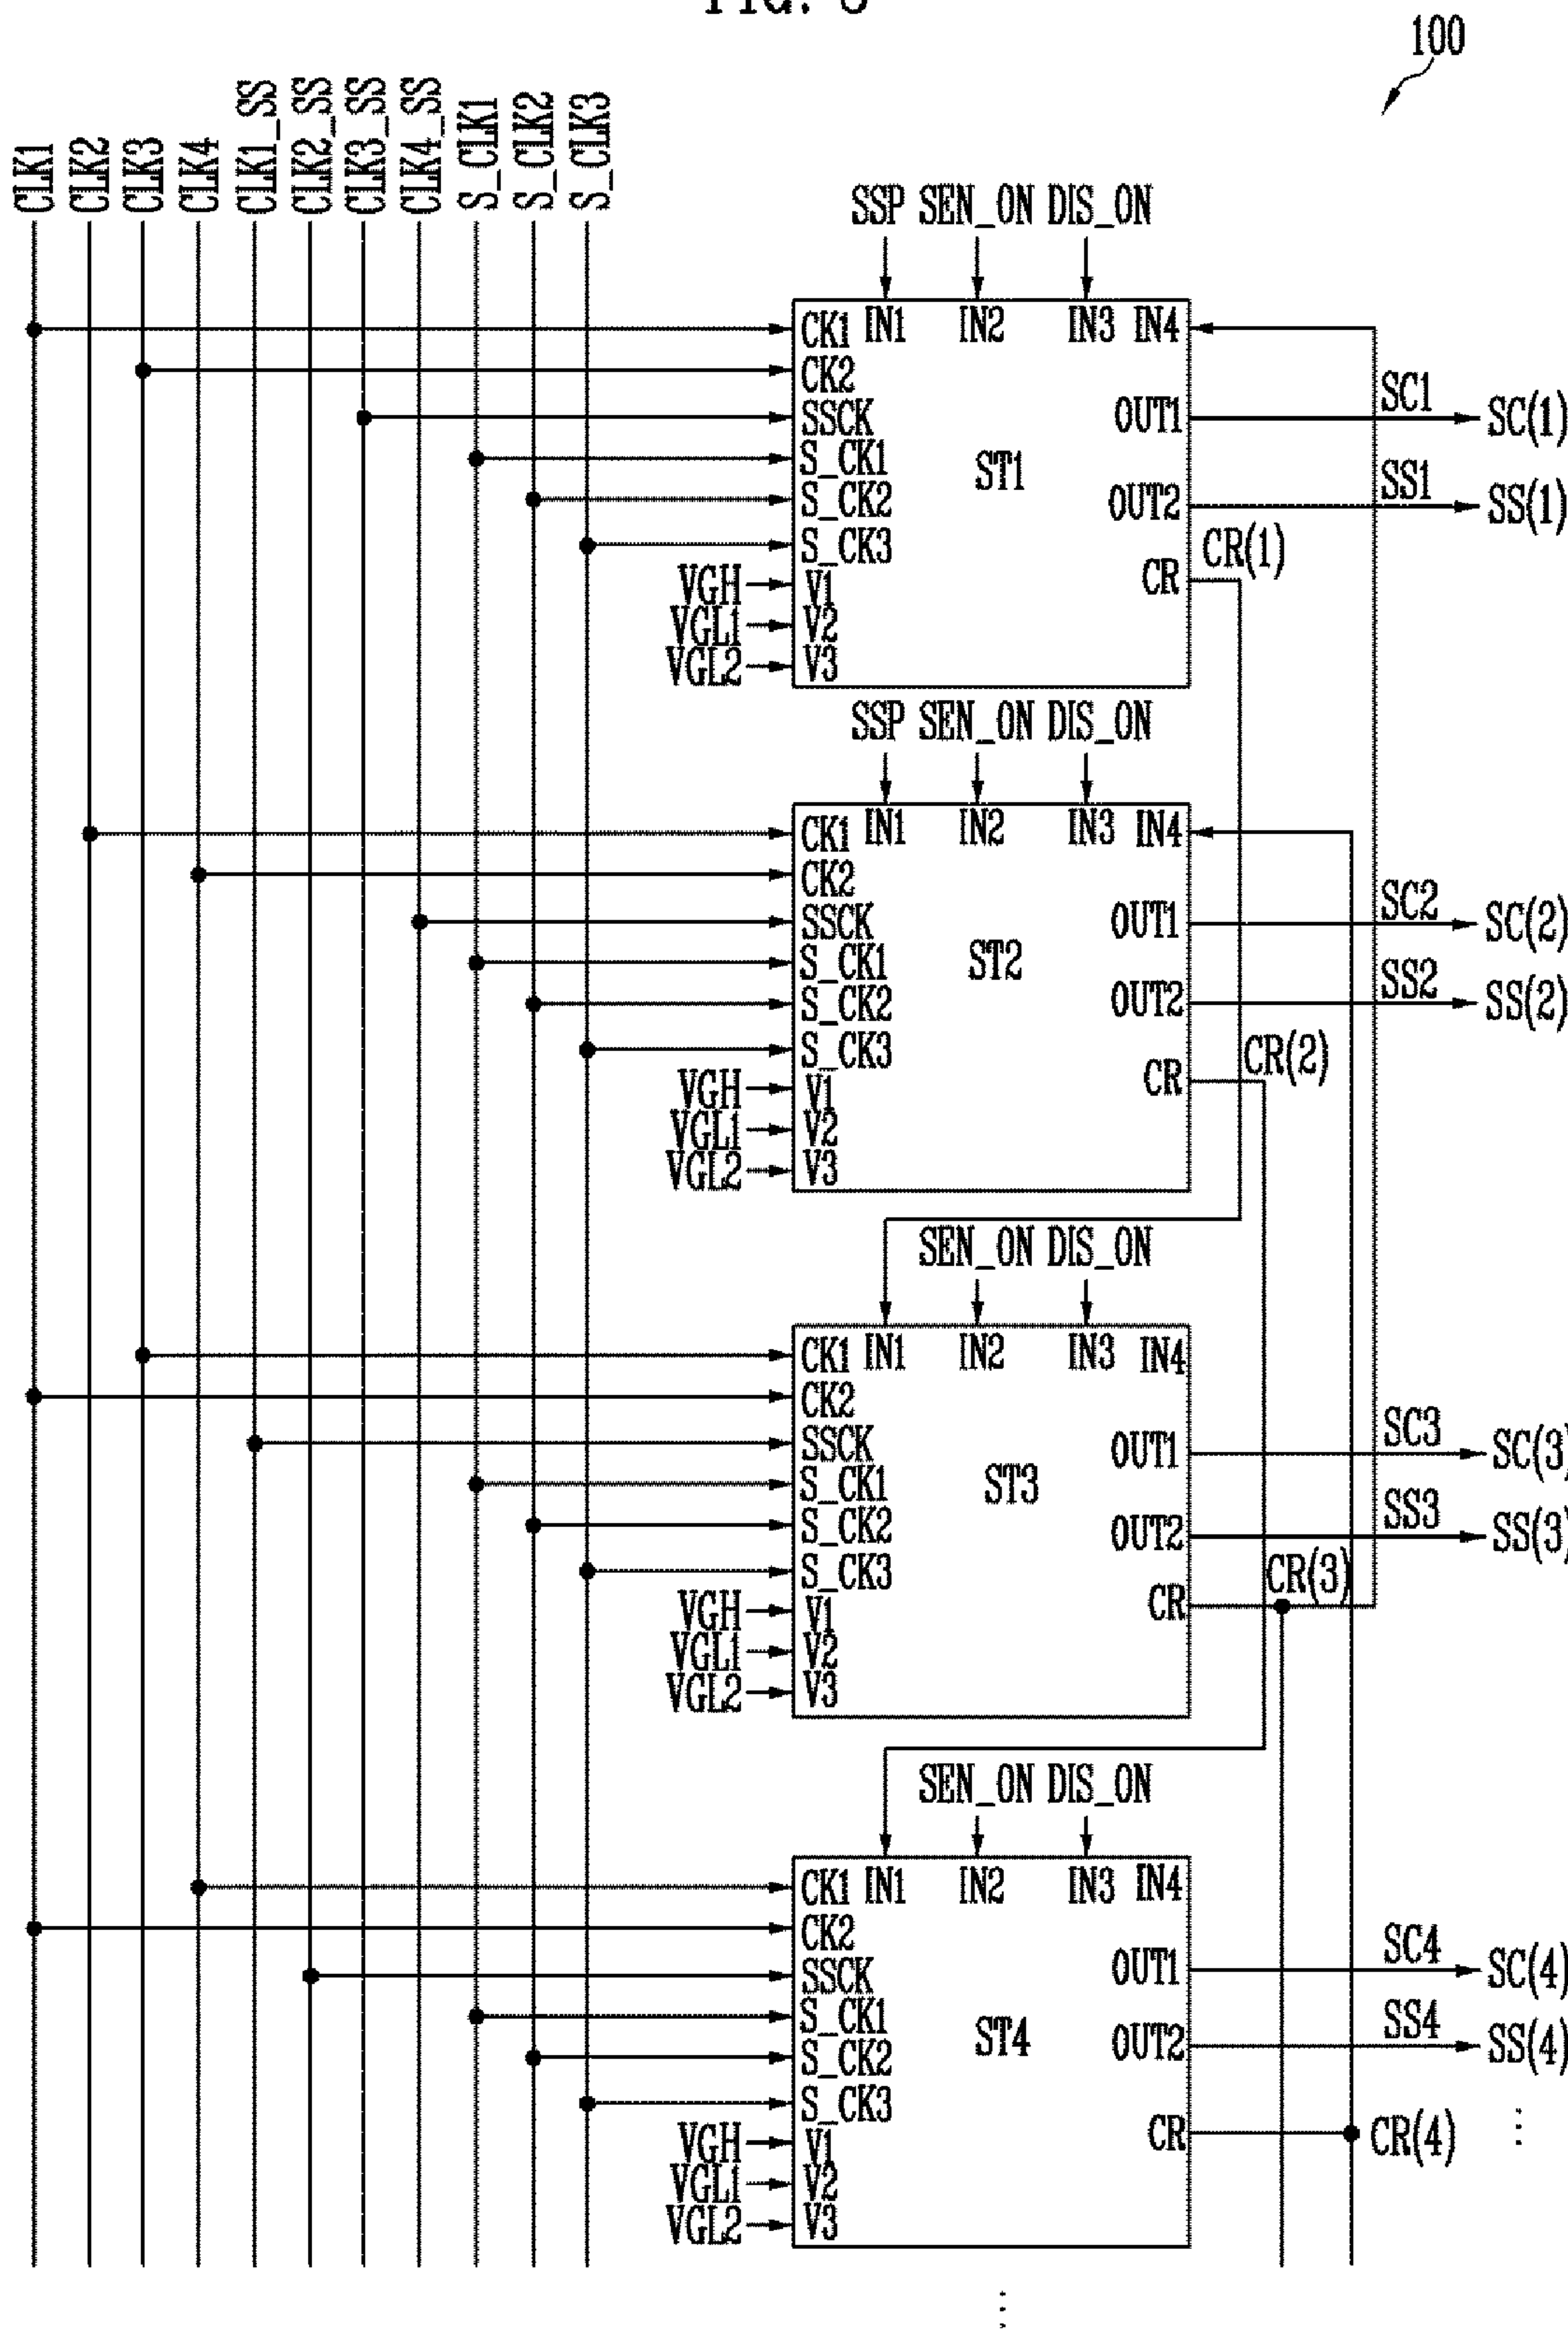 100
CLK1 CLK2 CLK3 CLK4 CLK1_SS CLK2_SS CLK3_SS CLK4_SS S_CLK1 S_CLK2 S_CLK3
SSP SEN_ON DIS_ON
CK1 IN1 IN2 IN3 IN4
CK2
SSCK OUT1 SC1 SC(1)
S_CK1 ST1
S_CK2 OUT2 SS1 SS(1)
S_CK3 CR(1)
VGH V1 CR
VGL1 V2
VGL2 V3
SSP SEN_ON DIS_ON
CK1 IN1 IN2 IN3 IN4
CK2
SSCK OUT1 SC2 SC(2)
S_CK1 ST2
S_CK2 OUT2 SS2 SS(2)
S_CK3 CR(2)
VGH V1 CR
VGL1 V2
VGL2 V3
SEN_ON DIS_ON
CK1 IN1 IN2 IN3 IN4
CK2
SSCK OUT1 SC3 SC(3)
S_CK1 ST3
S_CK2 OUT2 SS3 SS(3)
S_CK3 CR(3)
VGH V1 CR
VGL1 V2
VGL2 V3
SEN_ON DIS_ON
CK1 IN1 IN2 IN3 IN4
CK2
SSCK OUT1 SC4 SC(4)
S_CK1
S_CK2 ST4 OUT2 SS4 SS(4)
S_CK3
VGH V1 CR CR(4)
VGL1 V2
VGL2 V3